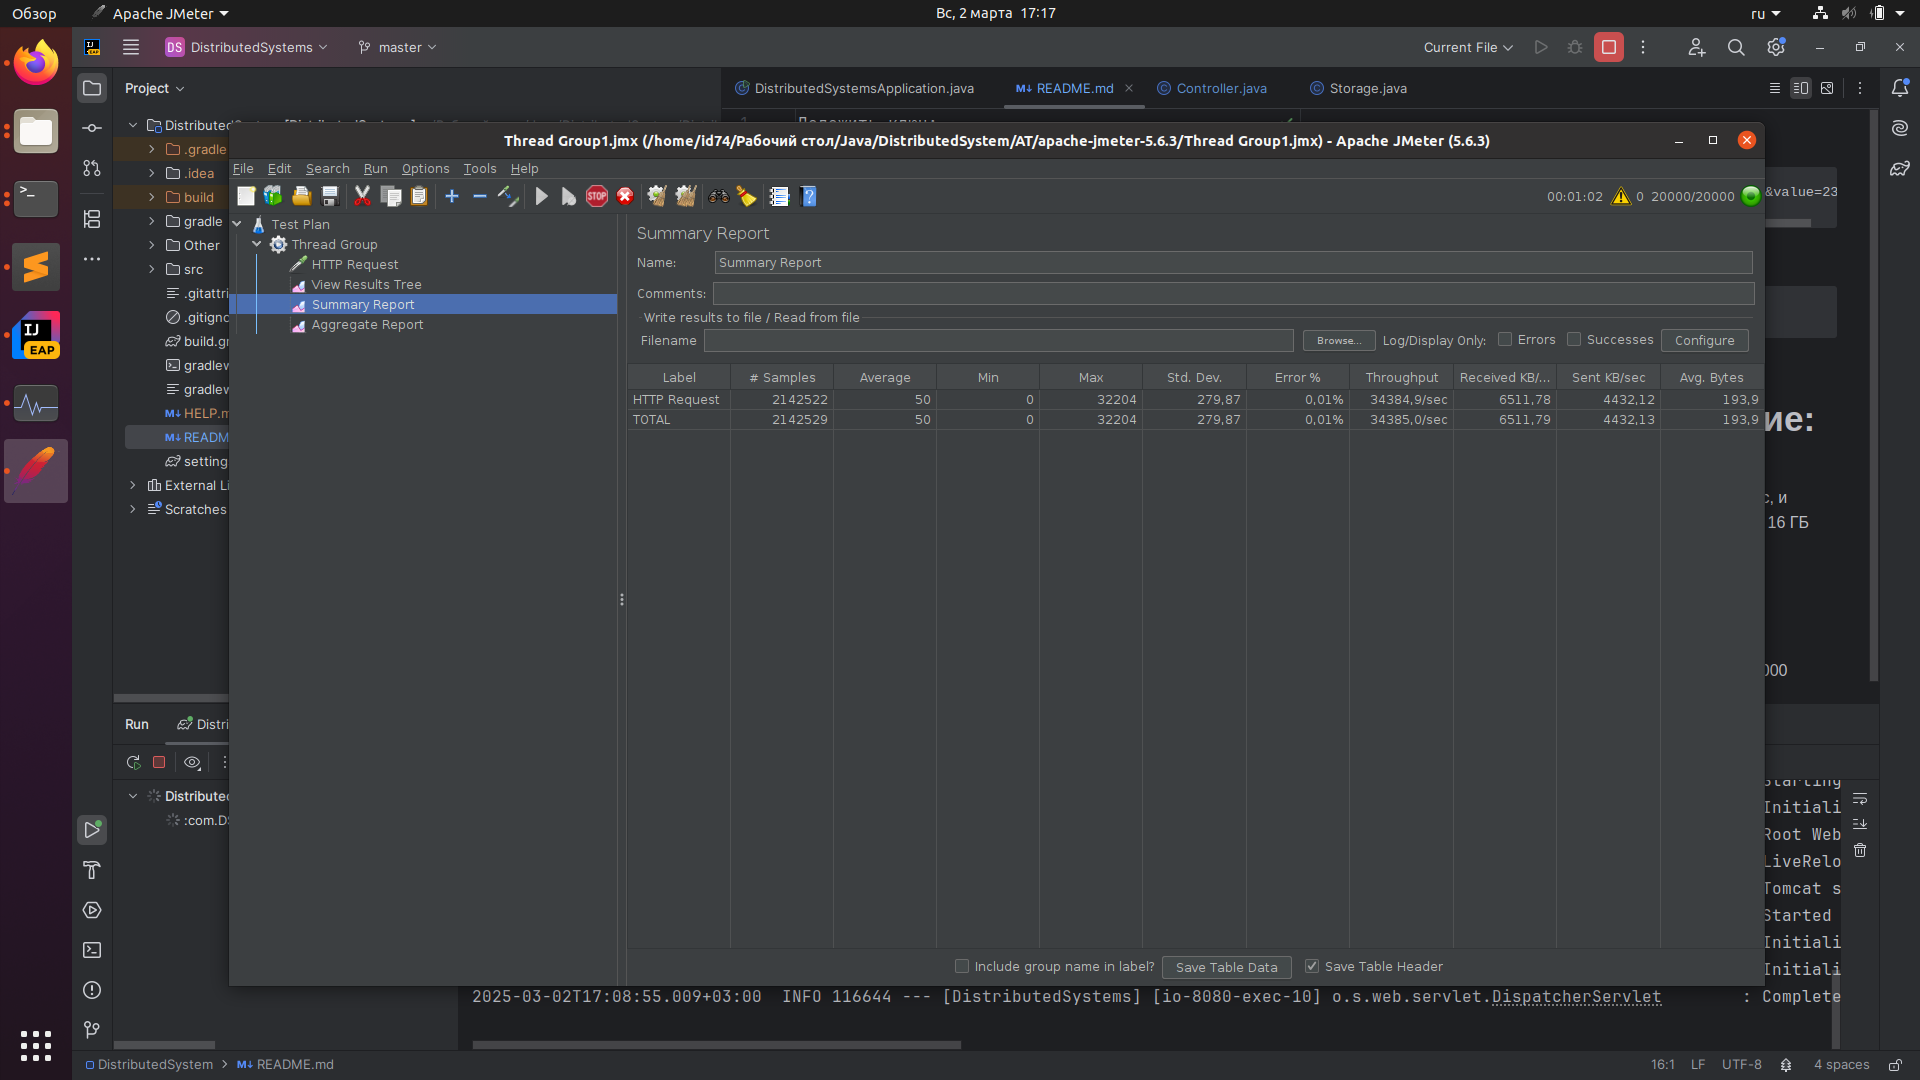 Обзор
Apache JMeter
Вс, 2 марта 17:17
ru
DS DistributedSystems
master
Current File
Project
DistributedSystemsApplication.java
README.md
Controller.java
Storage.java
.gradle
.idea
build
gradle
Other
src
HELP.m
README
External Li
Scratches
Thread Group1.jmx (/home/id74/Рабочий стол/Java/DistributedSystem/AT/apache-jmeter-5.6.3/Thread Group1.jmx) - Apache JMeter (5.6.3)
File Edit Search Run Options Tools Help
STOP
00:01:02 0 20000/20000
Test Plan
Thread Group
HTTP Request
View Results Tree
Summary Report
Aggregate Report
Summary Report
Name: Summary Report
Comments:
Write results to file / Read from file
Filename Browse... Log/Display Only: Errors Successes Configure
Label # Samples Average Min Max Std. Dev. Error % Throughput Received KB/... Sent KB/sec Avg. Bytes
HTTP Request 2142522 50 0 32204 279,87 0,01% 34384,9/sec 6511,78 4432,12 193,9
TOTAL 2142529 50 0 32204 279,87 0,01% 34385,0/sec 6511,79 4432,13 193,9
Include group name in label? Save Table Data Save Table Header
&value=23
ие:
с, и
16 ГБ
000
IJ
EAP
Run
Distri
Distribute
:com.DS
Initiali
Root Web
LiveRelo
Tomcat s
Started
Initiali
Initiali
2025-03-02T17:08:55.009+03:00 INFO 116644 --- [DistributedSystems] [io-8080-exec-10] o.s.web.servlet.DispatcherServlet : Complete
DistributedSystem > README.md
16:1 LF UTF-8 4 spaces